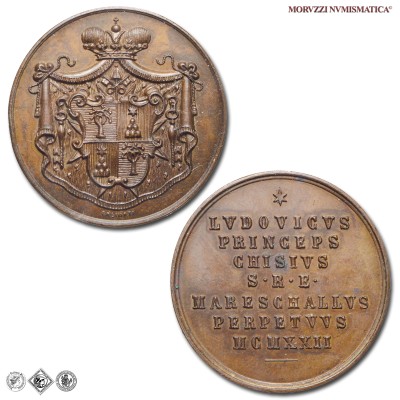 MORVZZI NVMISMATICA©
LVDOVICVS
PRINCEPS
CHISIVS
S·R·E·
MARESCHALLVS
PERPETVVS
MCMXXII